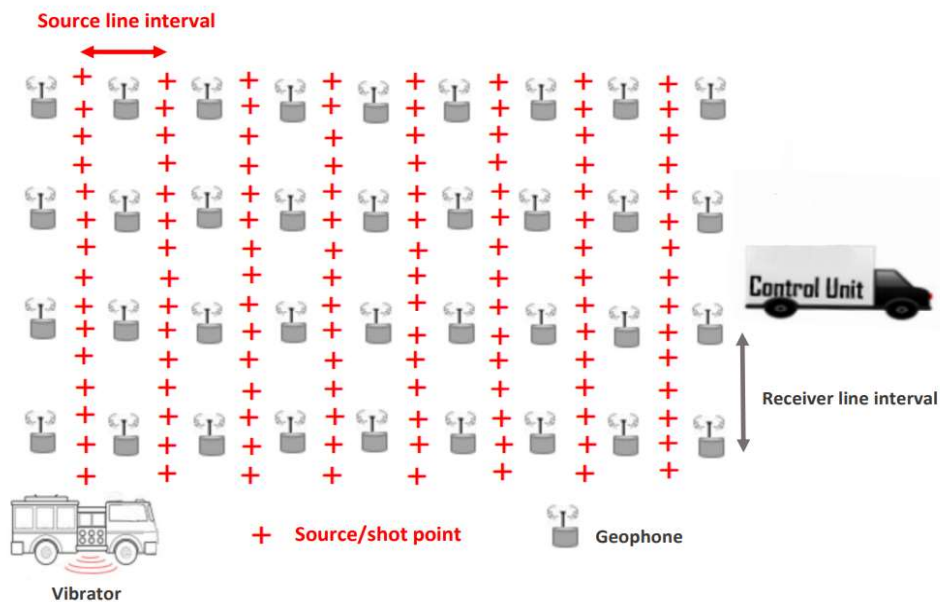 Source line interval
Control Unit
Receiver line interval
Source/shot point
Geophone
Vibrator